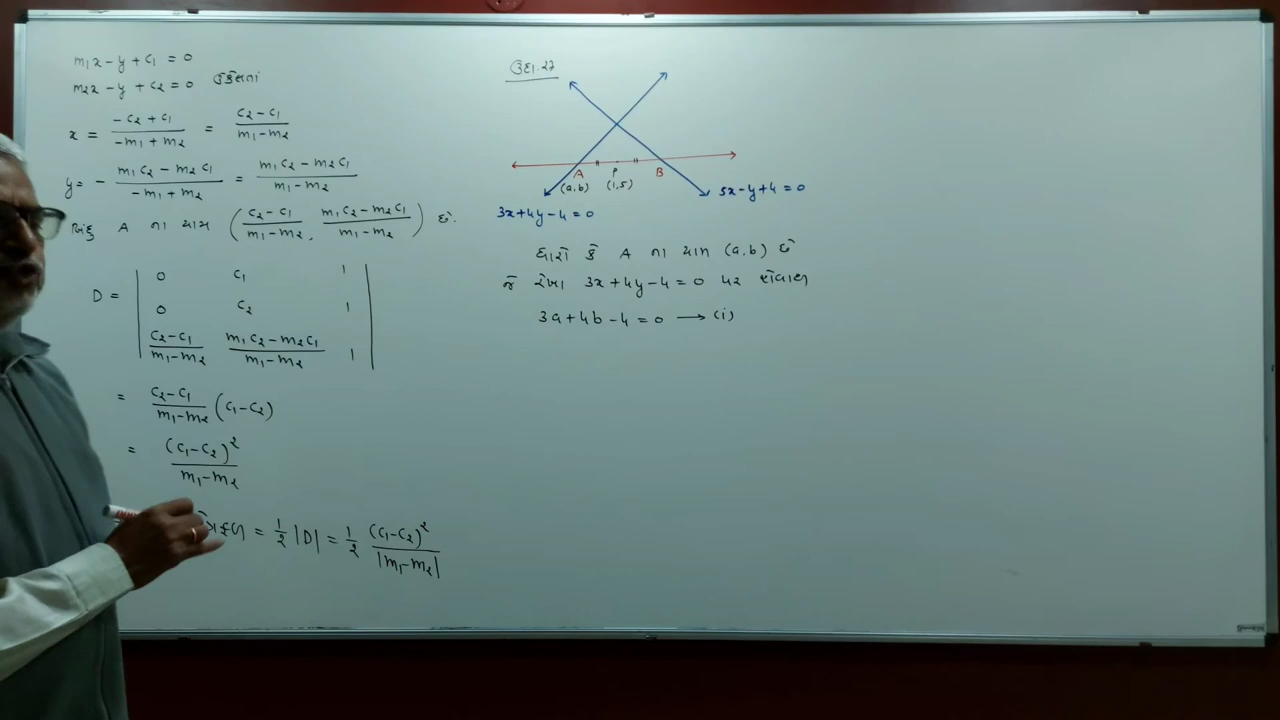 m₁x - y + c₁ = 0
m₂x - y + c₂ = 0 ઉકેલતાં
x = (-c₂ + c₁)/(-m₁ + m₂) = (c₂ - c₁)/(m₁ - m₂)
y = - (m₁c₂ - m₂c₁)/(-m₁ + m₂) = (m₁c₂ - m₂c₁)/(m₁ - m₂)
બિંદુ A ના યામ ((c₂ - c₁)/(m₁ - m₂), (m₁c₂ - m₂c₁)/(m₁ - m₂)) છે.
D = | 0 c₁ 1
0 c₂ 1
(c₂ - c₁)/(m₁ - m₂) (m₁c₂ - m₂c₁)/(m₁ - m₂) 1 |
= (c₂ - c₁)/(m₁ - m₂) (c₁ - c₂)
= (c₁ - c₂)²/(m₁ - m₂)
= 1/2 |D| = 1/2 (c₁ - c₂)²/|m₁ - m₂|
ઉદા.27
A P B
(a,b) (1,5)
5x - y + 4 = 0
3x + 4y - 4 = 0
ધારો કે A ના યામ (a,b) છે
જે રેખા 3x + 4y - 4 = 0 પર હોવાથી
3a + 4b - 4 = 0 → (i)